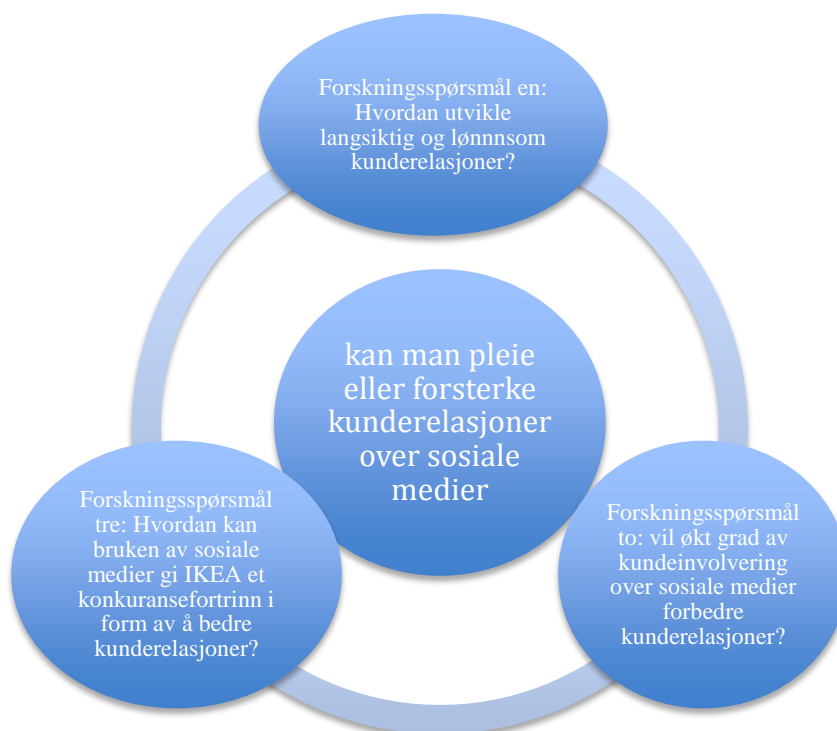 Forskningsspørsmål en:
Hvordan utvikle
langsiktig og lønnnsom
kunderelasjoner?
kan man pleie
eller forsterke
kunderelasjoner
over sosiale
medier
Forskningsspørsmål
tre: Hvordan kan
bruken av sosiale
medier gi IKEA et
konkuransefortrinn i
form av å bedre
kunderelasjoner?
Forskningsspørsmål
to: vil økt grad av
kundeinvolvering
over sosiale medier
forbedre
kunderelasjoner?